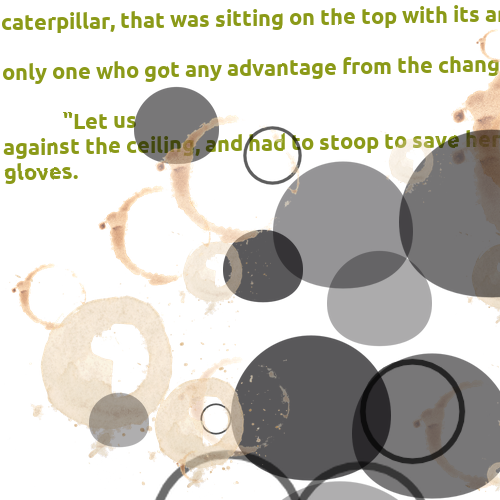 caterpillar, that was sitting on the top with its
only one who got any advantage from the chang
"Let us
against the ceiling, and had to stoop to save her
gloves.